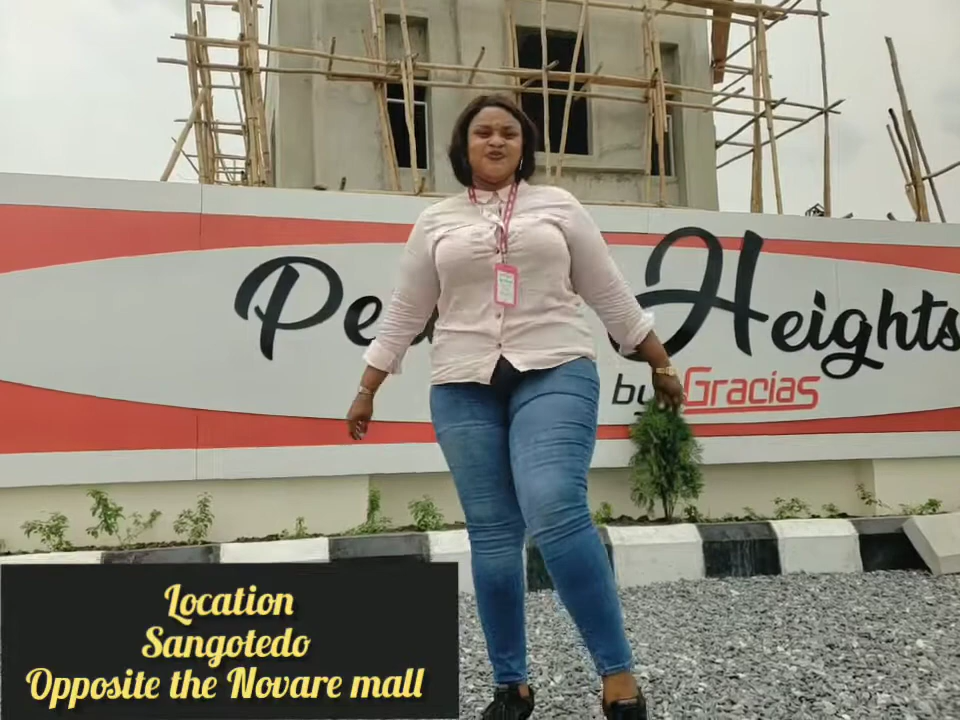 Heights
by Gracias
Location
Sangotedo
Opposite the Novare mall